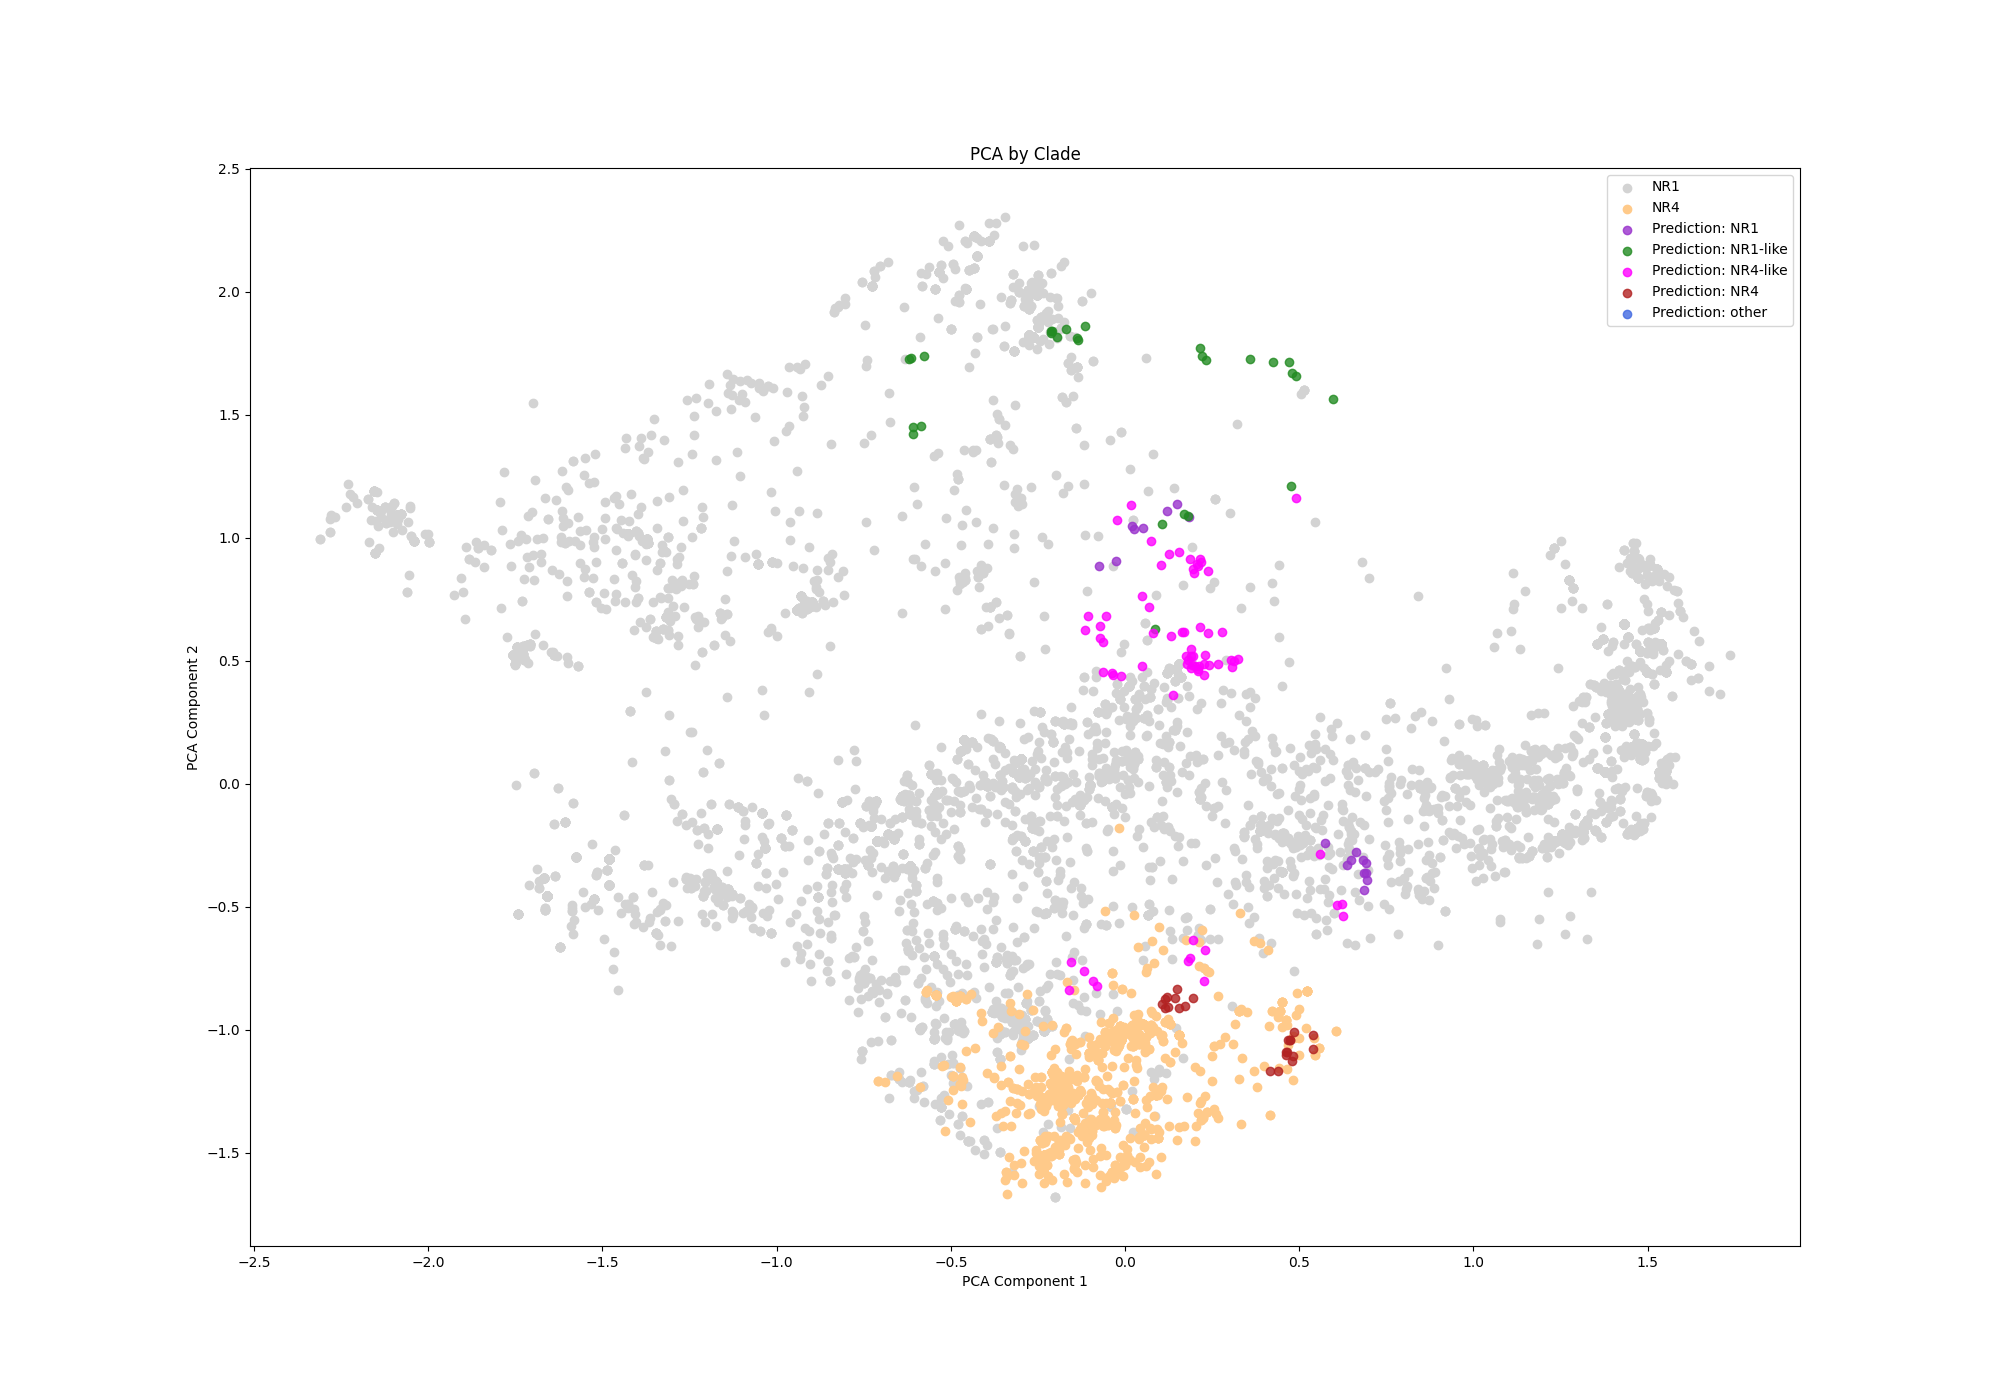 PCA by Clade
2.5
2.0
1.5
1.0
0.5
0.0
−0.5
−1.0
−1.5
PCA Component 2
NR1
NR4
Prediction: NR1
Prediction: NR1-like
Prediction: NR4-like
Prediction: NR4
Prediction: other
−2.5 −2.0 −1.5 −1.0 −0.5 0.0 0.5 1.0 1.5
PCA Component 1